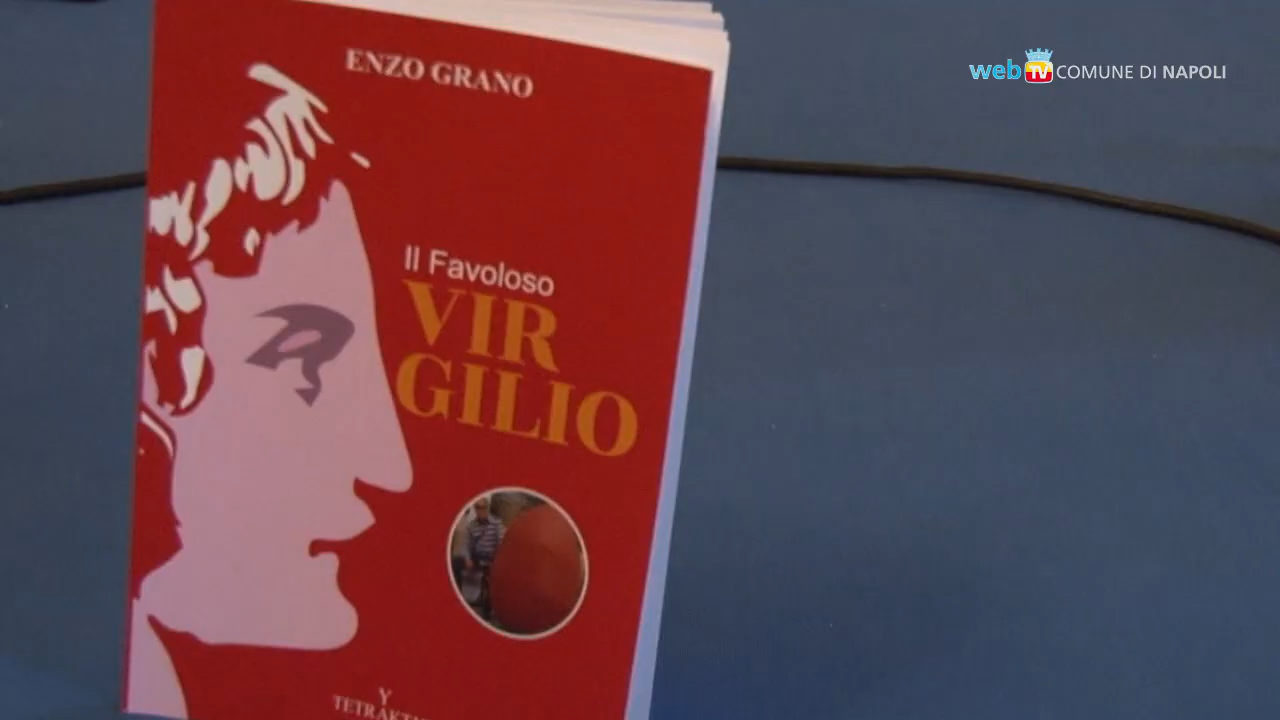 ENZO GRANO
web TV COMUNE DI NAPOLI
Il Favoloso
VIR
GILIO
Y